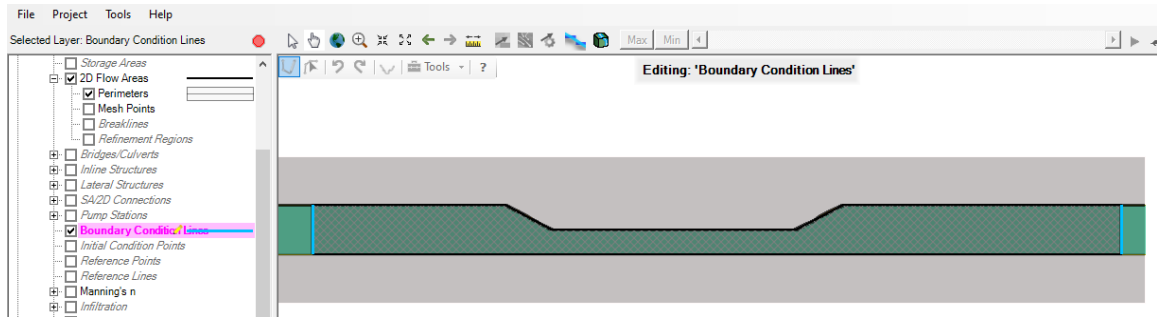 File Project Tools Help
Selected Layer: Boundary Condition Lines
Max Min
Storage Areas
2D Flow Areas
Perimeters
Mesh Points
Breaklines
Refinement Regions
Bridges/Culverts
Inline Structures
Lateral Structures
SA/2D Connections
Pump Stations
Boundary Condition Lines
Initial Condition Points
Reference Points
Reference Lines
Manning's n
Infiltration
Tools ?
Editing: 'Boundary Condition Lines'